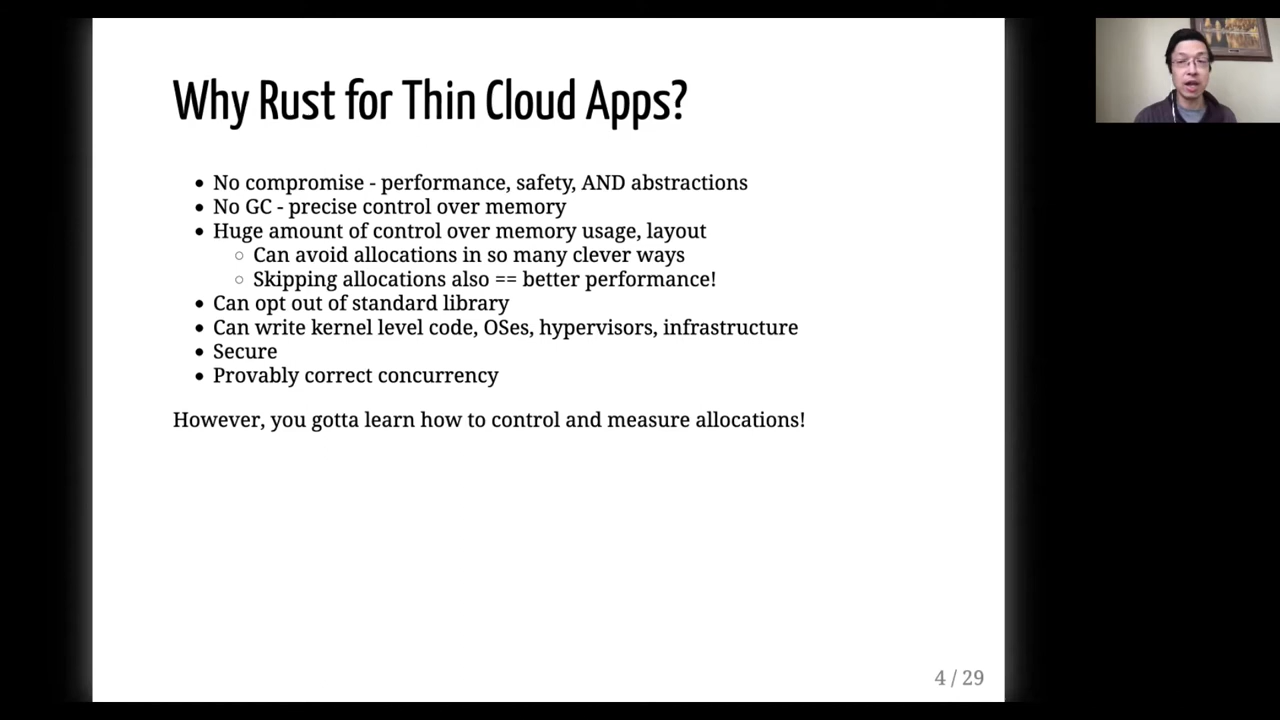 Why Rust for Thin Cloud Apps?
• No compromise - performance, safety, AND abstractions
• No GC - precise control over memory
• Huge amount of control over memory usage, layout
◦ Can avoid allocations in so many clever ways
◦ Skipping allocations also == better performance!
• Can opt out of standard library
• Can write kernel level code, OSes, hypervisors, infrastructure
• Secure
• Provably correct concurrency
However, you gotta learn how to control and measure allocations!
4 / 29